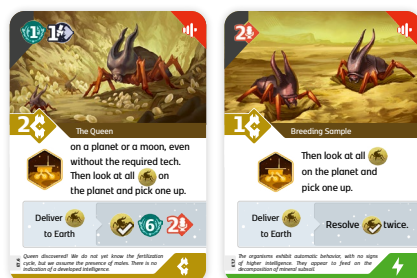 1
1
2
The Queen
on a planet or a moon, even
without the required tech.
Then look at all on
the planet and pick one up.
Deliver
to Earth
6 2
Queen discovered! We do not yet know the fertilization
cycle, but we assume the presence of males. There is no
indication of a developed intelligence.
2
1
Breeding Sample
Then look at all
on the planet and
pick one up.
Deliver
to Earth
Resolve twice.
The organisms exhibit automatic behavior, with no signs
of higher intelligence. They appear to feed on the
decomposition of mineral subsoil.